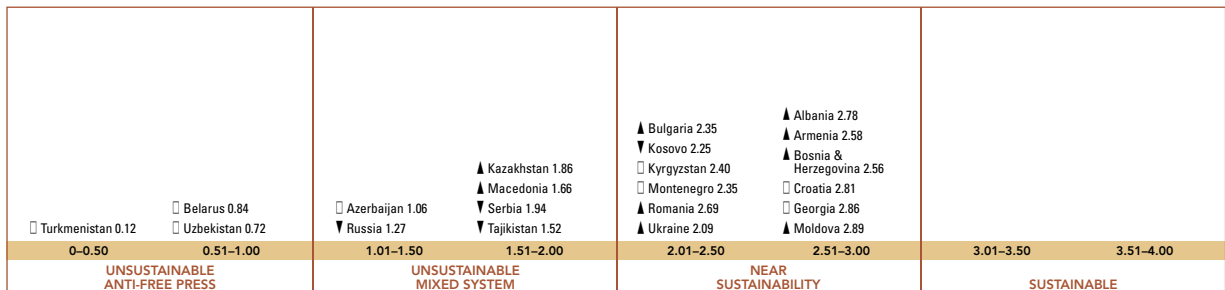 ▯ Turkmenistan 0.12
▯ Belarus 0.84
▯ Uzbekistan 0.72
▯ Azerbaijan 1.06
▼ Russia 1.27
▲ Kazakhstan 1.86
▲ Macedonia 1.66
▼ Serbia 1.94
▼ Tajikistan 1.52
▲ Bulgaria 2.35
▼ Kosovo 2.25
▯ Kyrgyzstan 2.40
▯ Montenegro 2.35
▲ Romania 2.69
▲ Ukraine 2.09
▲ Albania 2.78
▲ Armenia 2.58
▲ Bosnia &
Herzegovina 2.56
▯ Croatia 2.81
▯ Georgia 2.86
▲ Moldova 2.89
0–0.50 0.51–1.00 1.01–1.50 1.51–2.00 2.01–2.50 2.51–3.00 3.01–3.50 3.51–4.00
UNSUSTAINABLE
ANTI-FREE PRESS
UNSUSTAINABLE
MIXED SYSTEM
NEAR
SUSTAINABILITY
SUSTAINABLE